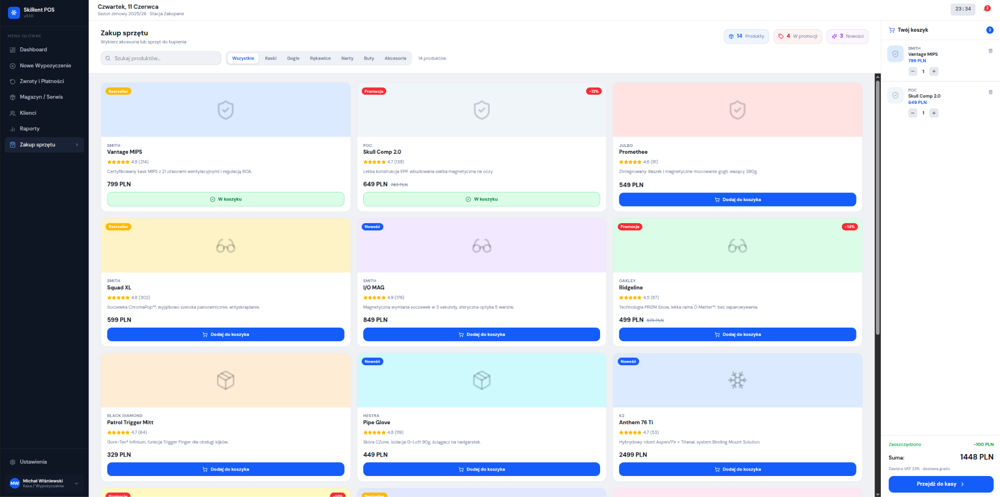 SkiRent POS
v3.1.0
MENU GŁÓWNE
Dashboard
Nowe Wypożyczenie
Zwroty i Płatności
Magazyn / Serwis
Klienci
Raporty
Zakup sprzętu
Ustawienia
MW
Michał Wiśniewski
Kasa / Wypożyczalnia
Czwartek, 11 Czerwca
Sezon zimowy 2025/26 · Stacja Zakopane
23:34
2
Zakup sprzętu
Wybierz akcesoria lub sprzęt do kupienia
14 Produkty
4 W promocji
3 Nowości
Szukaj produktów...
Wszystkie
Kaski
Gogle
Rękawice
Narty
Buty
Akcesoria
14 produktów
Bestseller
SMITH
Vantage MIPS
4.9 (214)
Certyfikowany kask MIPS z 21 otworami wentylacyjnymi i regulacją BOA.
799 PLN
W koszyku
Promocja
-13%
POC
Skull Comp 2.0
4.7 (138)
Lekka konstrukcja EPP, wbudowana siatka magnetyczna na oczy.
649 PLN 749 PLN
W koszyku
JULBO
Promethee
4.6 (91)
Zintegrowany daszek i magnetyczne mocowanie gogli, ważący 380g.
549 PLN
Dodaj do koszyka
Bestseller
SMITH
Squad XL
4.8 (302)
Soczewka ChromaPop™, wyjątkowo szeroka panoramicznie, antyskraplanie.
599 PLN
Dodaj do koszyka
Nowość
SMITH
I/O MAG
4.9 (176)
Magnetyczna wymiana soczewek w 3 sekundy, sferyczna optyka 5 warstw.
849 PLN
Dodaj do koszyka
Promocja
-14%
OAKLEY
Ridgeline
4.5 (87)
Technologia PRIZM Snow, lekka rama O Matter™, bez zaparowywania.
499 PLN 579 PLN
Dodaj do koszyka
BLACK DIAMOND
Patrol Trigger Mitt
4.7 (64)
Gore-Tex® Infinium, funkcja Trigger Finger dla obsługi kijków.
329 PLN
Dodaj do koszyka
Nowość
HESTRA
Pipe Glove
4.8 (119)
Skóra CZone, izolacja G-Loft 90g, ściągacz na nadgarstek.
449 PLN
Dodaj do koszyka
Nowość
K2
Anthem 76 Ti
4.7 (53)
Hybrydowy rdzeń Aspen/Fir + Titanal, system Binding Mount Solution.
2499 PLN
Dodaj do koszyka
Promocja
-14%
Bestseller
Twój koszyk
2
SMITH
Vantage MIPS
799 PLN
− 1 +
POC
Skull Comp 2.0
649 PLN
− 1 +
Zaoszczędzono -100 PLN
Suma: 1448 PLN
Zawiera VAT 23% · dostawa gratis
Przejdź do kasy